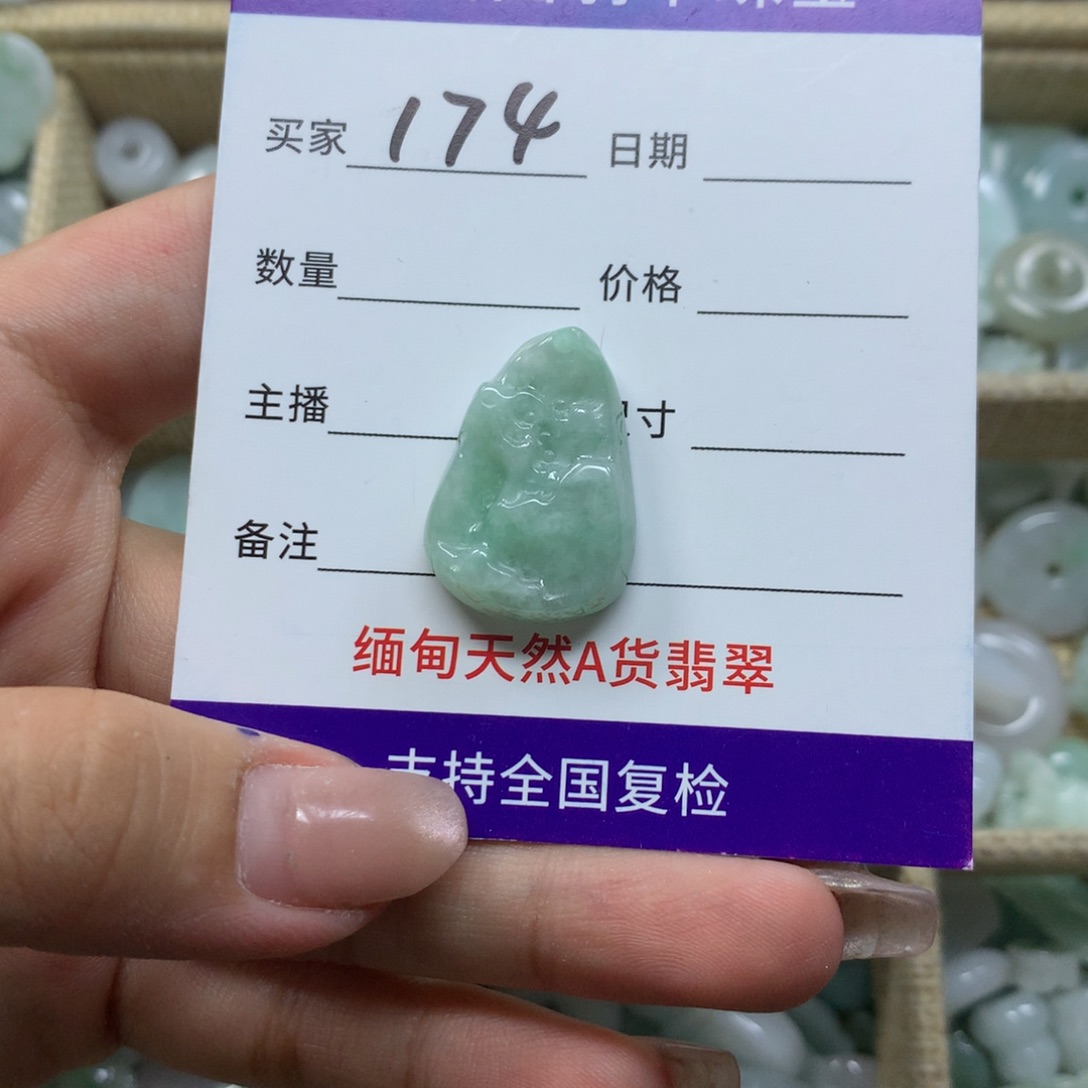 买家 174 日期
数量 价格
主播 寸
备注
缅甸天然A货翡翠
支持全国复检